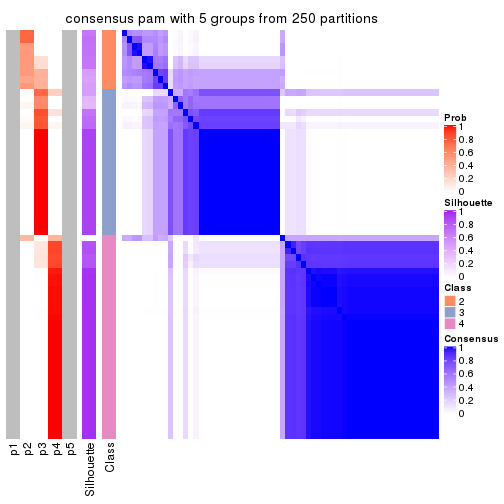 consensus pam with 5 groups from 250 partitions
Prob
1
0.8
0.6
0.4
0.2
0
Silhouette
1
0.8
0.6
0.4
0.2
0
Class
2
3
4
Consensus
1
0.8
0.6
0.4
0.2
0
p1
p2
p3
p4
p5
Silhouette
Class